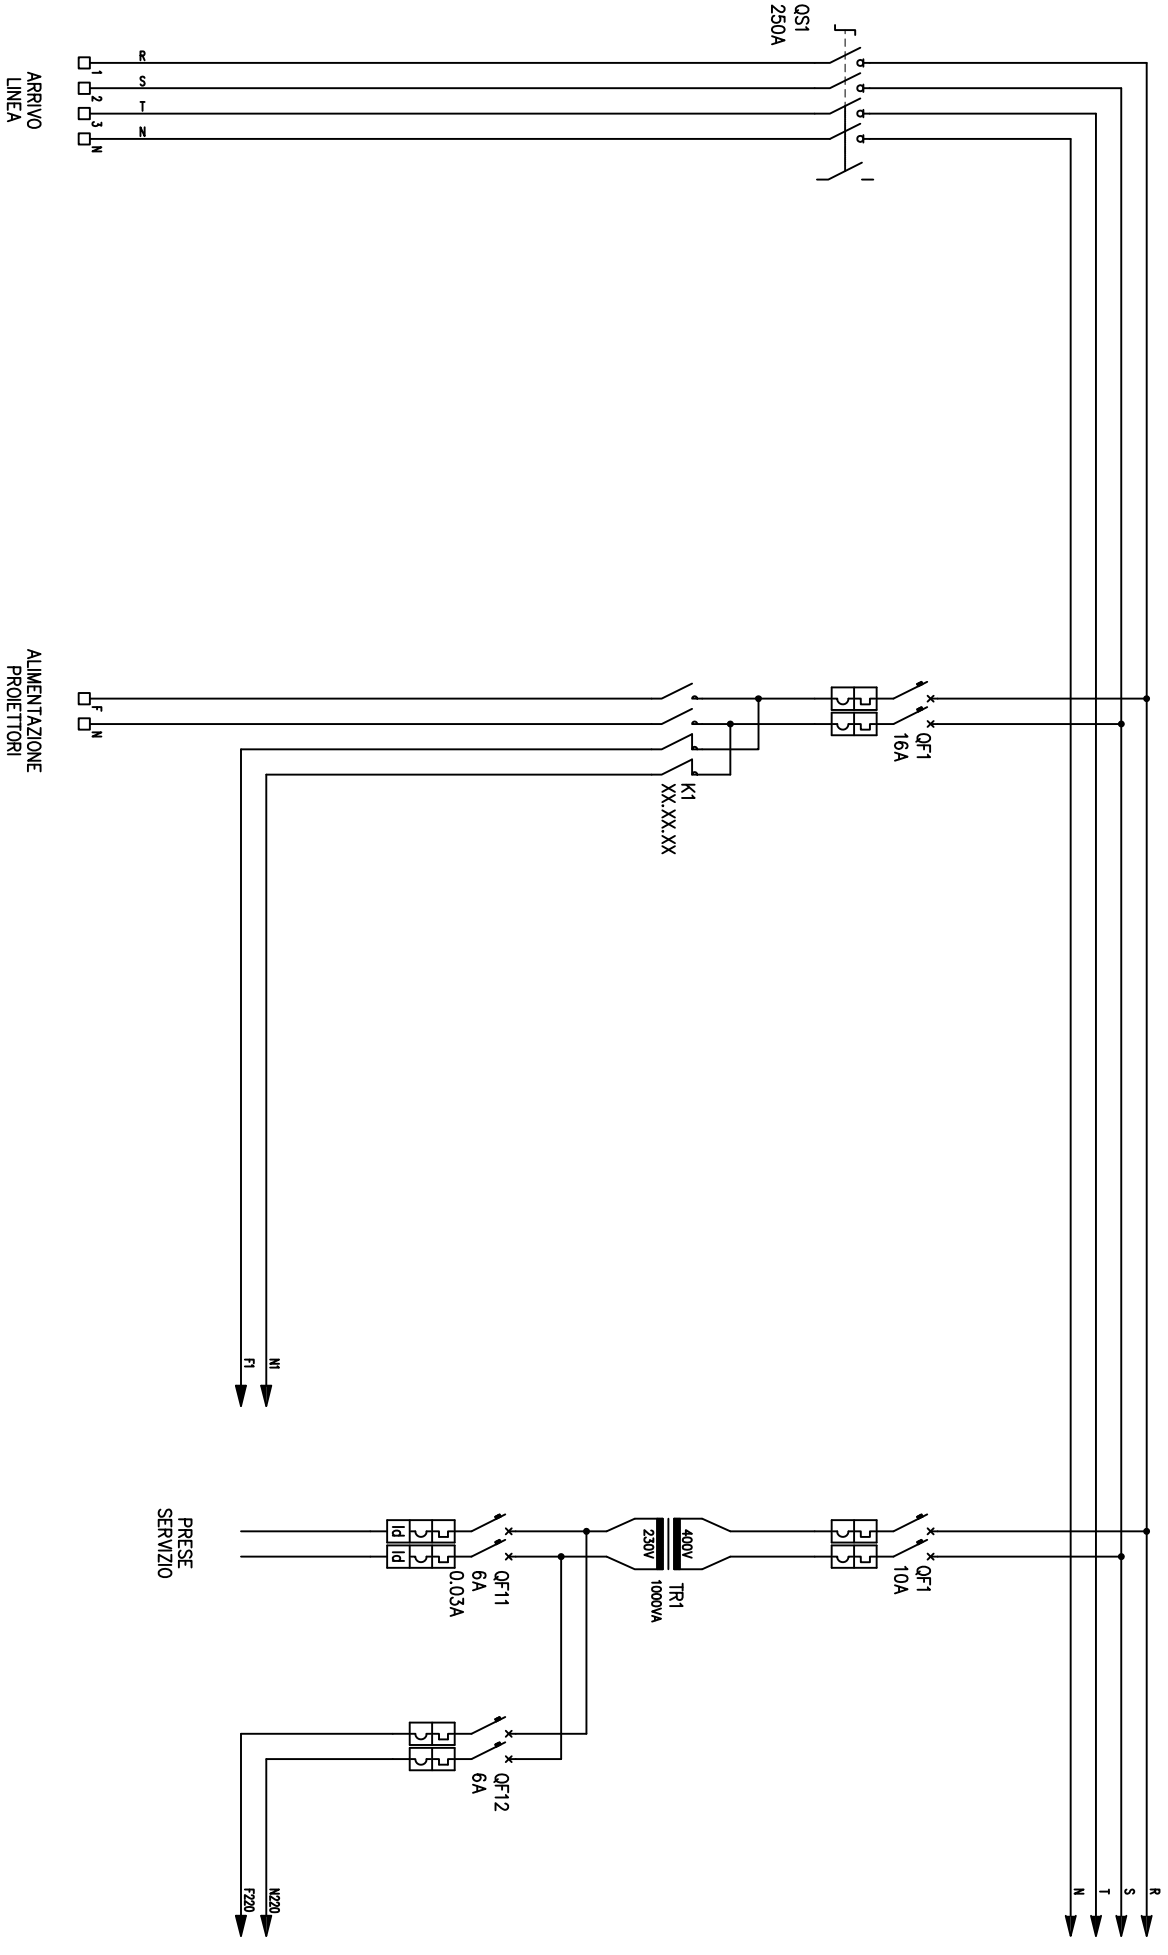 QS1
250A
R
S
T
N
1
2
3
N
ARRIVO
LINEA
QF1
16A
K1
XX.XX.XX
F
N
ALIMENTAZIONE
PROIETTORI
N1
F1
QF1
10A
TR1
1000VA
400V
230V
QF11
6A
0.03A
Id
Id
PRESE
SERVIZIO
QF12
6A
N220
F220
R
S
T
N